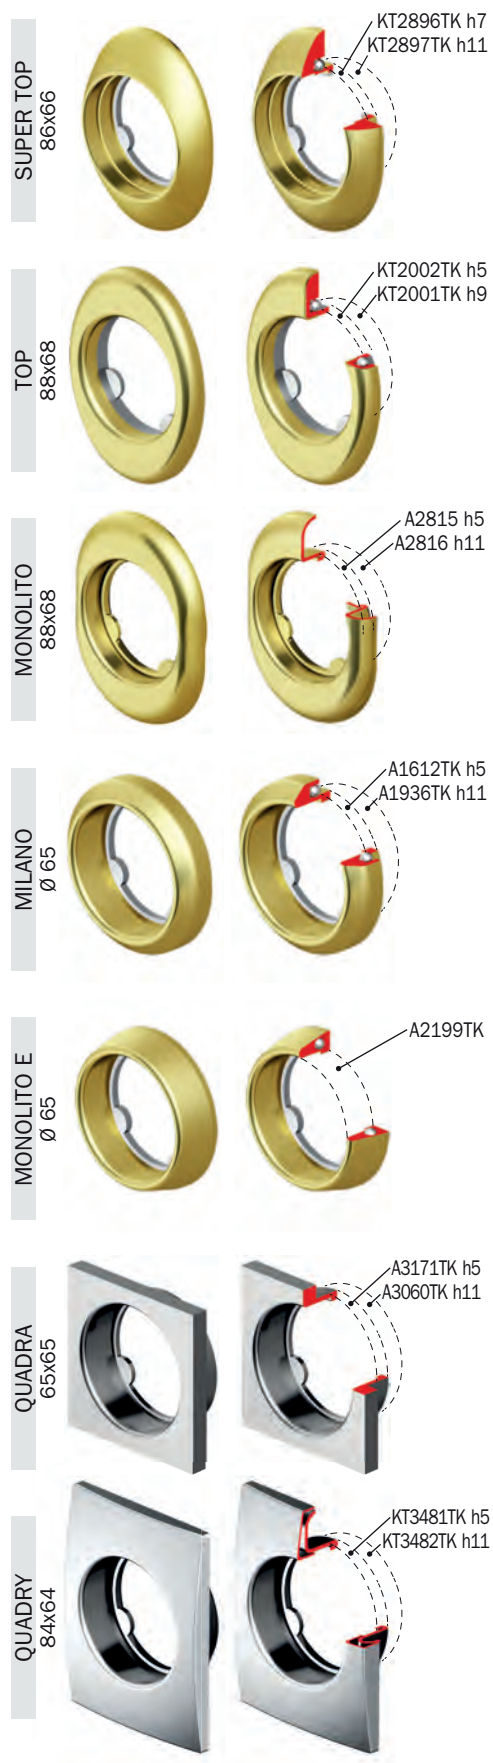 SUPER TOP
86x66
KT2896TK h7
KT2897TK h11
TOP
88x68
KT2002TK h5
KT2001TK h9
MONOLITO
88x68
A2815 h5
A2816 h11
MILANO
Ø 65
A1612TK h5
A1936TK h11
MONOLITO E
Ø 65
A2199TK
QUADRA
65x65
A3171TK h5
A3060TK h11
QUADRY
84x64
KT3481TK h5
KT3482TK h11